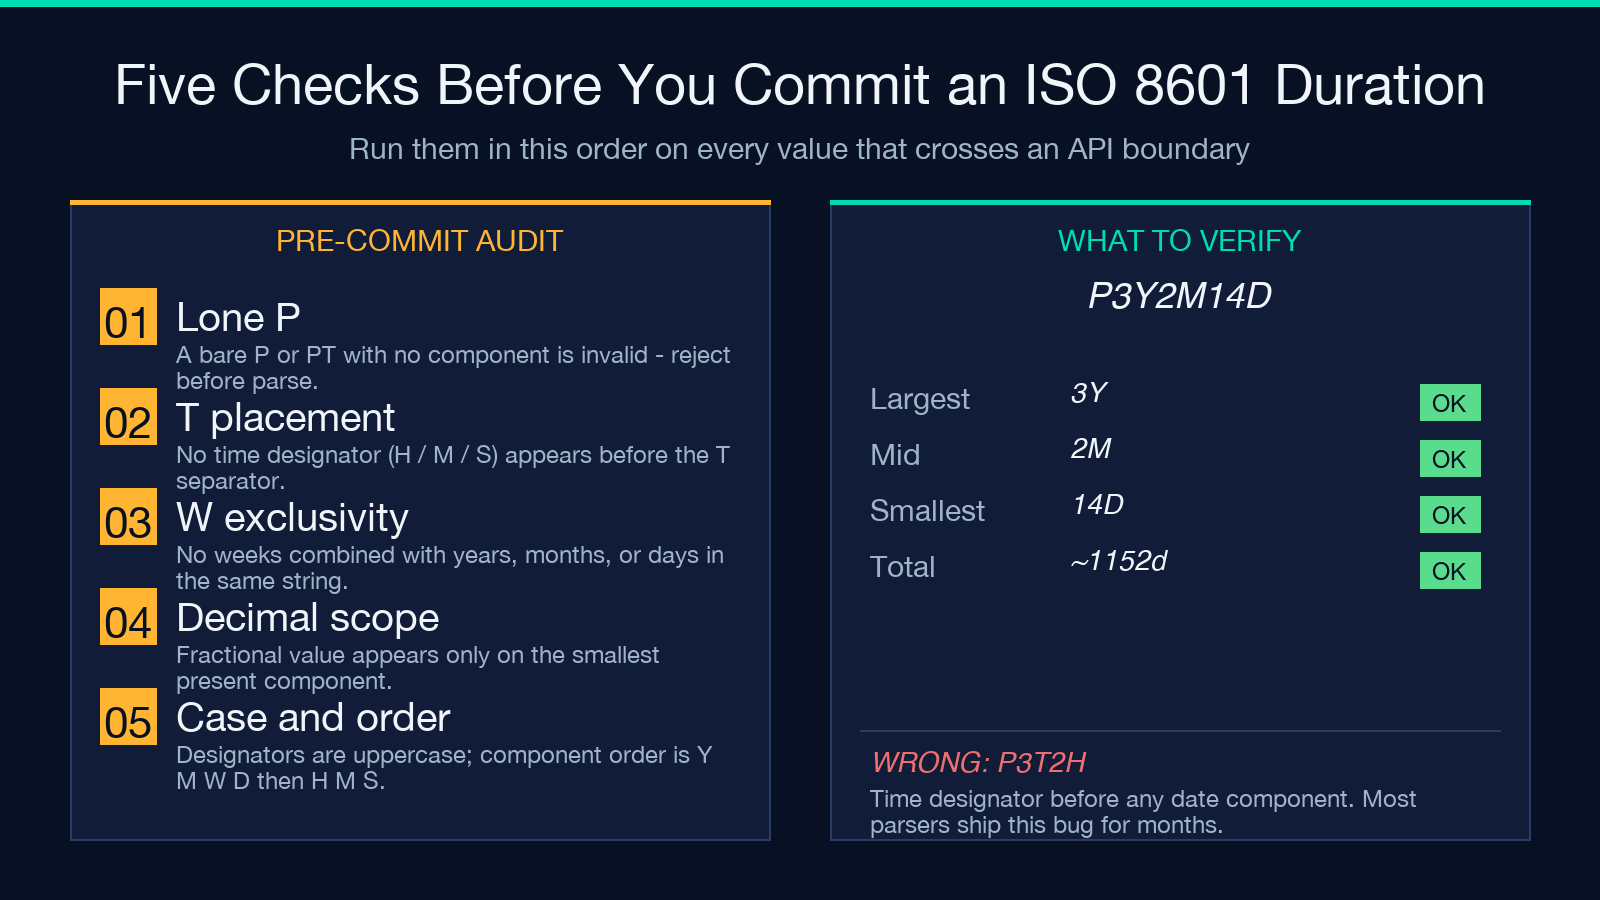 Five Checks Before You Commit an ISO 8601 Duration
Run them in this order on every value that crosses an API boundary
PRE-COMMIT AUDIT
01
Lone P
A bare P or PT with no component is invalid - reject
before parse.
02
T placement
No time designator (H / M / S) appears before the T
separator.
03
W exclusivity
No weeks combined with years, months, or days in
the same string.
04
Decimal scope
Fractional value appears only on the smallest
present component.
05
Case and order
Designators are uppercase; component order is Y
M W D then H M S.
WHAT TO VERIFY
P3Y2M14D
Largest 3Y OK
Mid 2M OK
Smallest 14D OK
Total ~1152d OK
WRONG: P3T2H
Time designator before any date component. Most
parsers ship this bug for months.